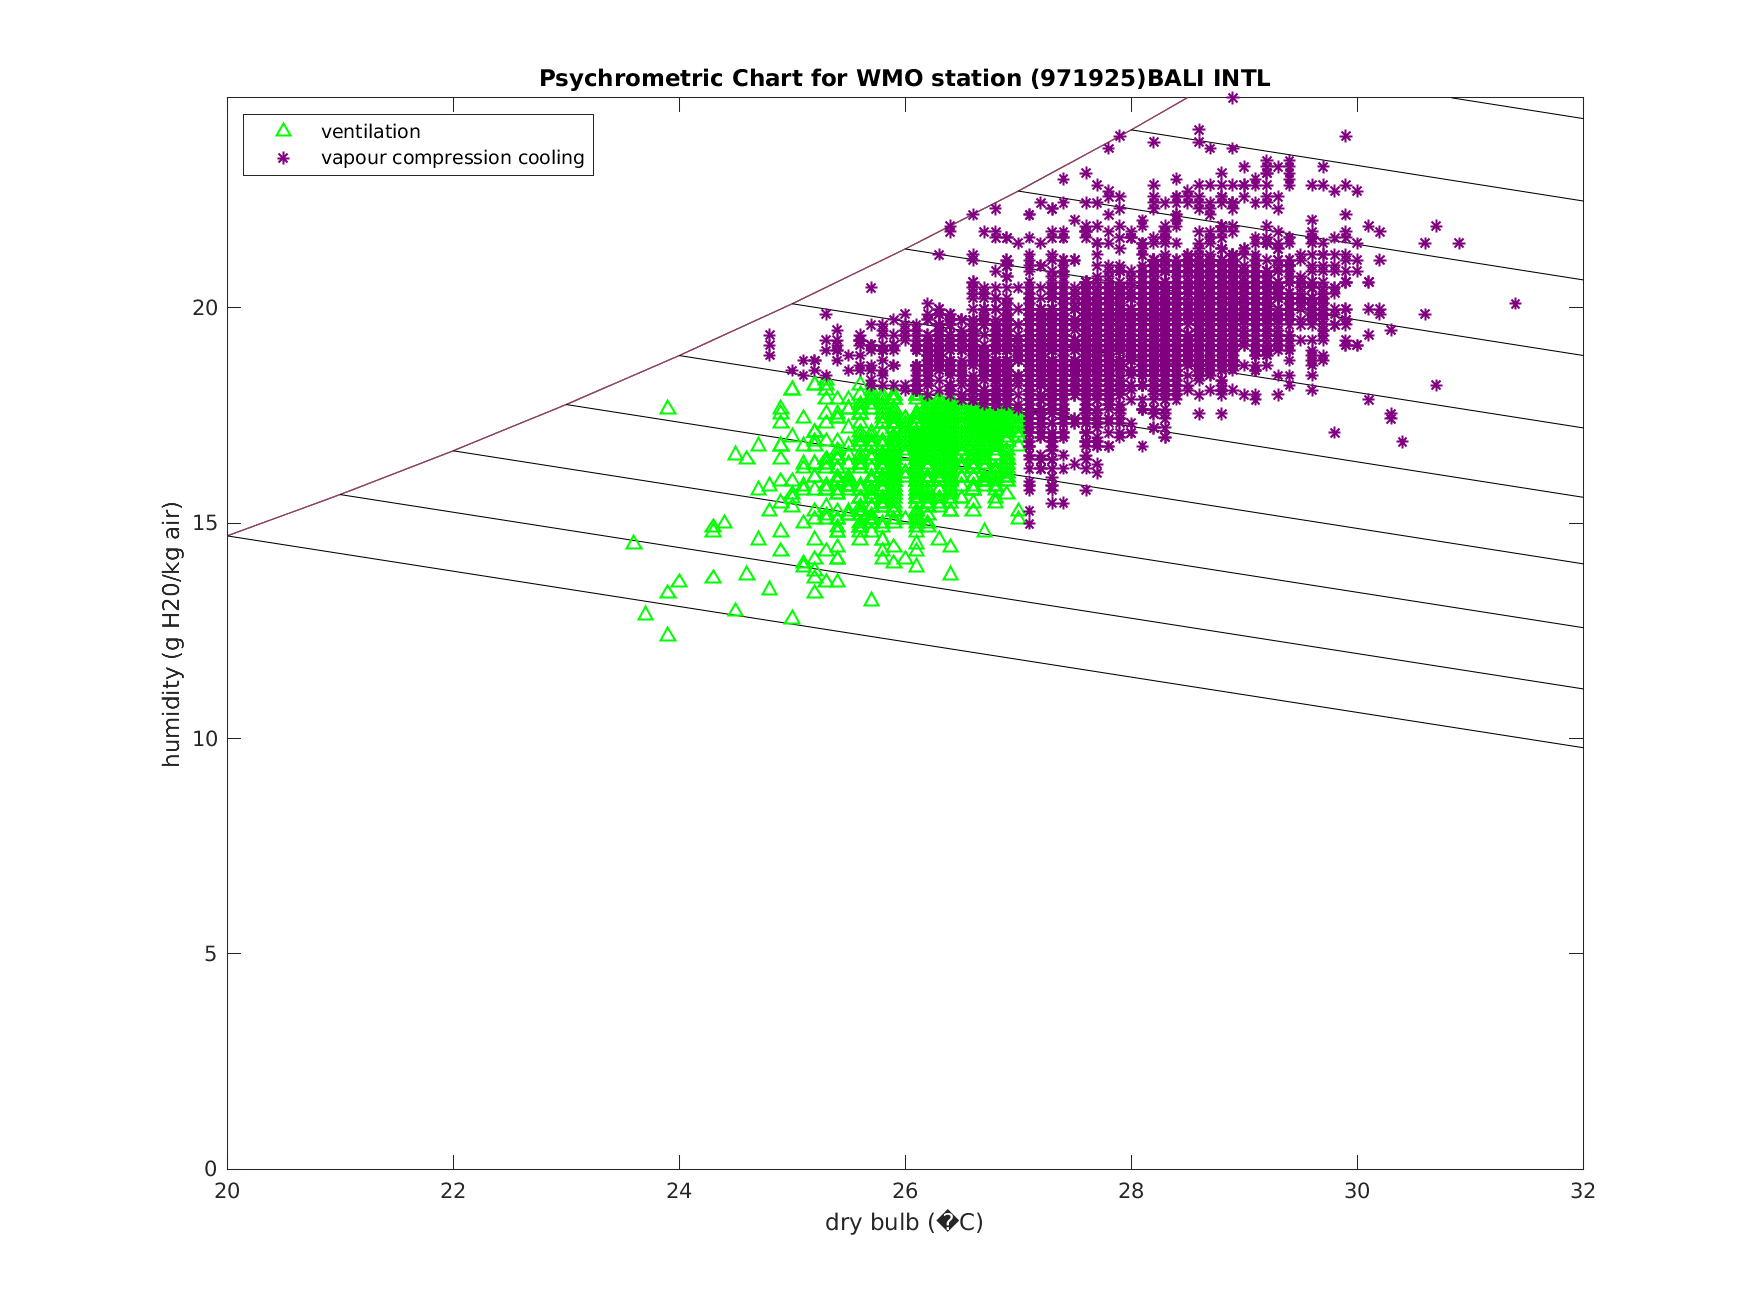 Psychrometric Chart for WMO station (971925)BALI INTL
ventilation
vapour compression cooling
humidity (g H20/kg air)
20
15
10
5
0
20 22 24 26 28 30 32
dry bulb (�C)